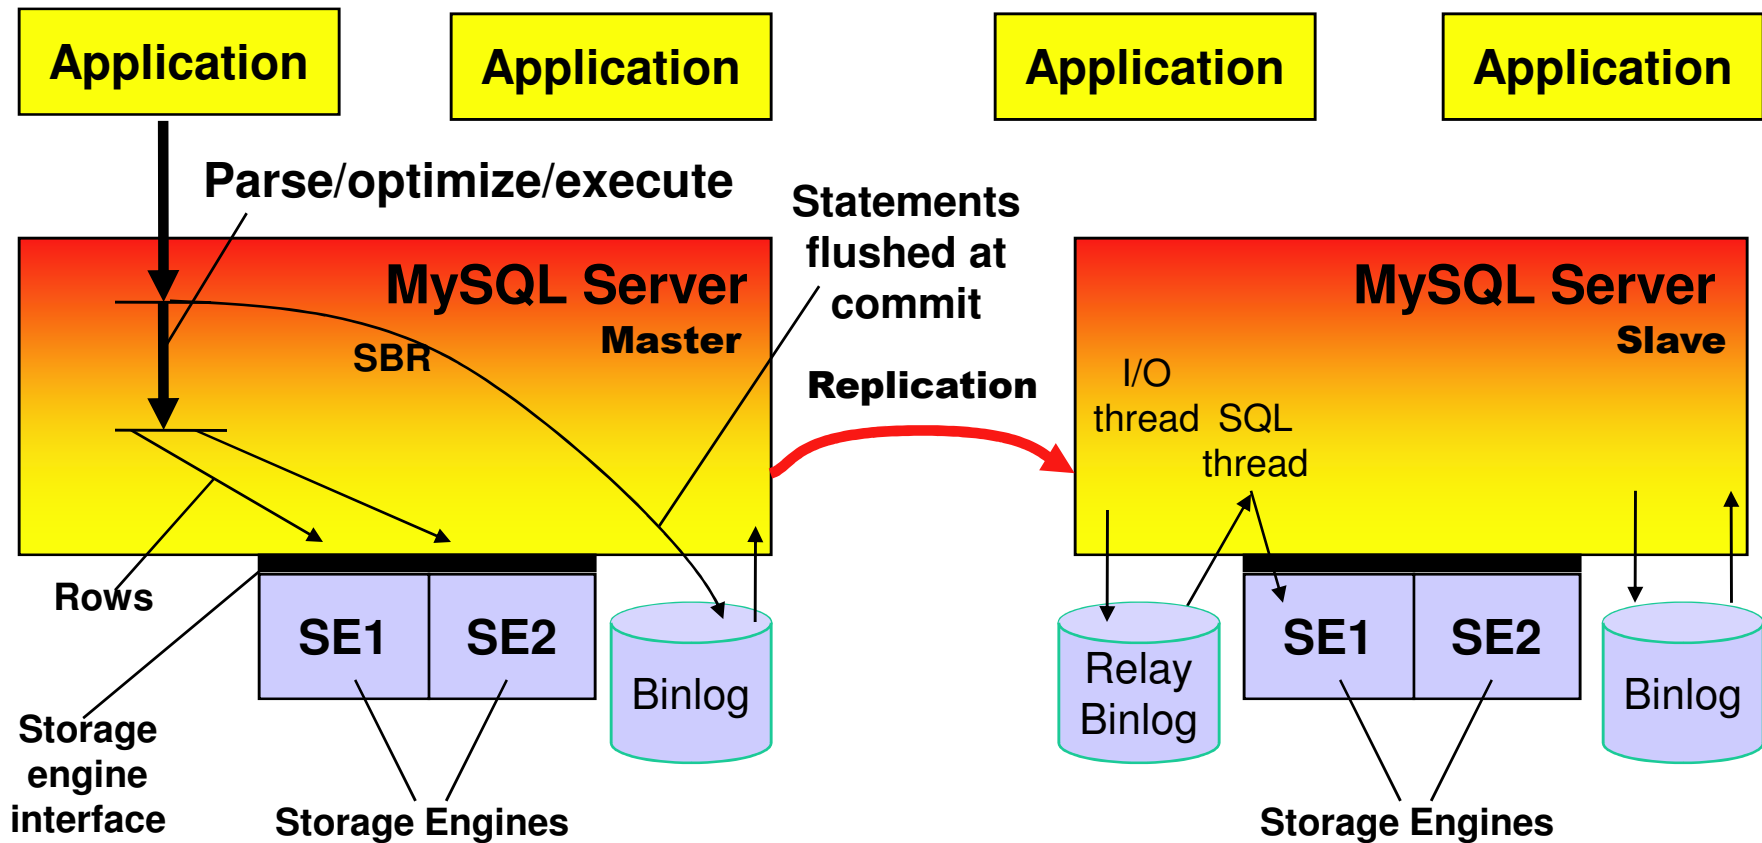 Application
Application
Application
Application
Parse/optimize/execute
Statements
flushed at
commit
MySQL Server
Master
SBR
Replication
MySQL Server
Slave
I/O
thread
SQL
thread
Rows
SE1
SE2
Binlog
Storage
engine
interface
Storage Engines
Relay
Binlog
SE1
SE2
Binlog
Storage Engines